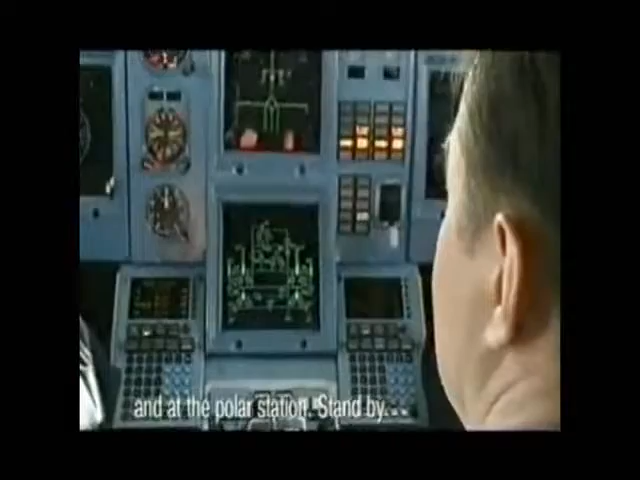 and at the polar station. Stand by.